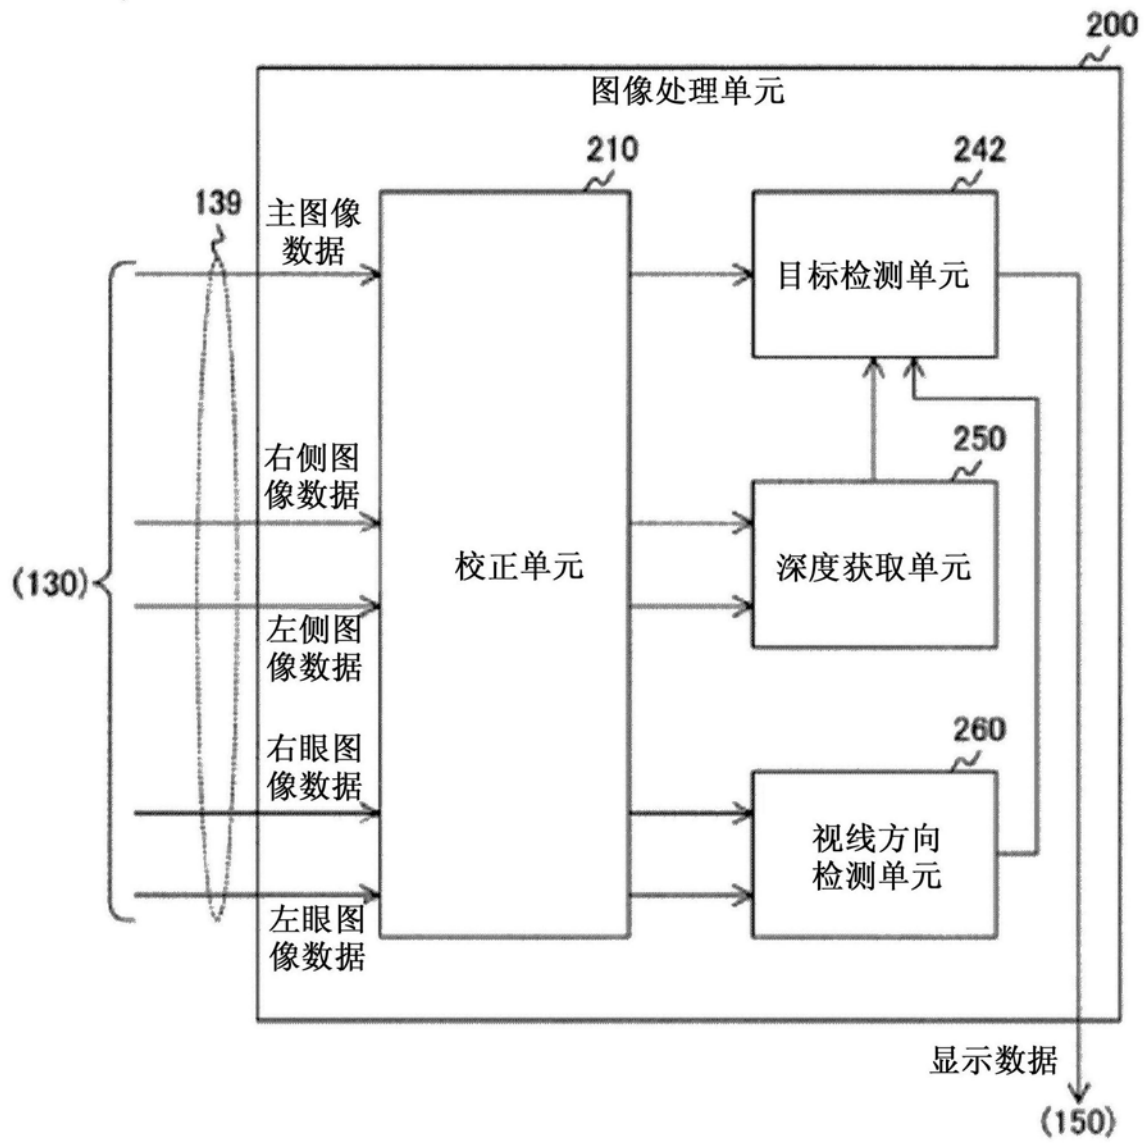 200
图像处理单元
210
242
139
主图像
数据
目标检测单元
右侧图
像数据
250
(130)
校正单元
深度获取单元
左侧图
像数据
右眼图
像数据
260
视线方向
检测单元
左眼图
像数据
显示数据
(150)